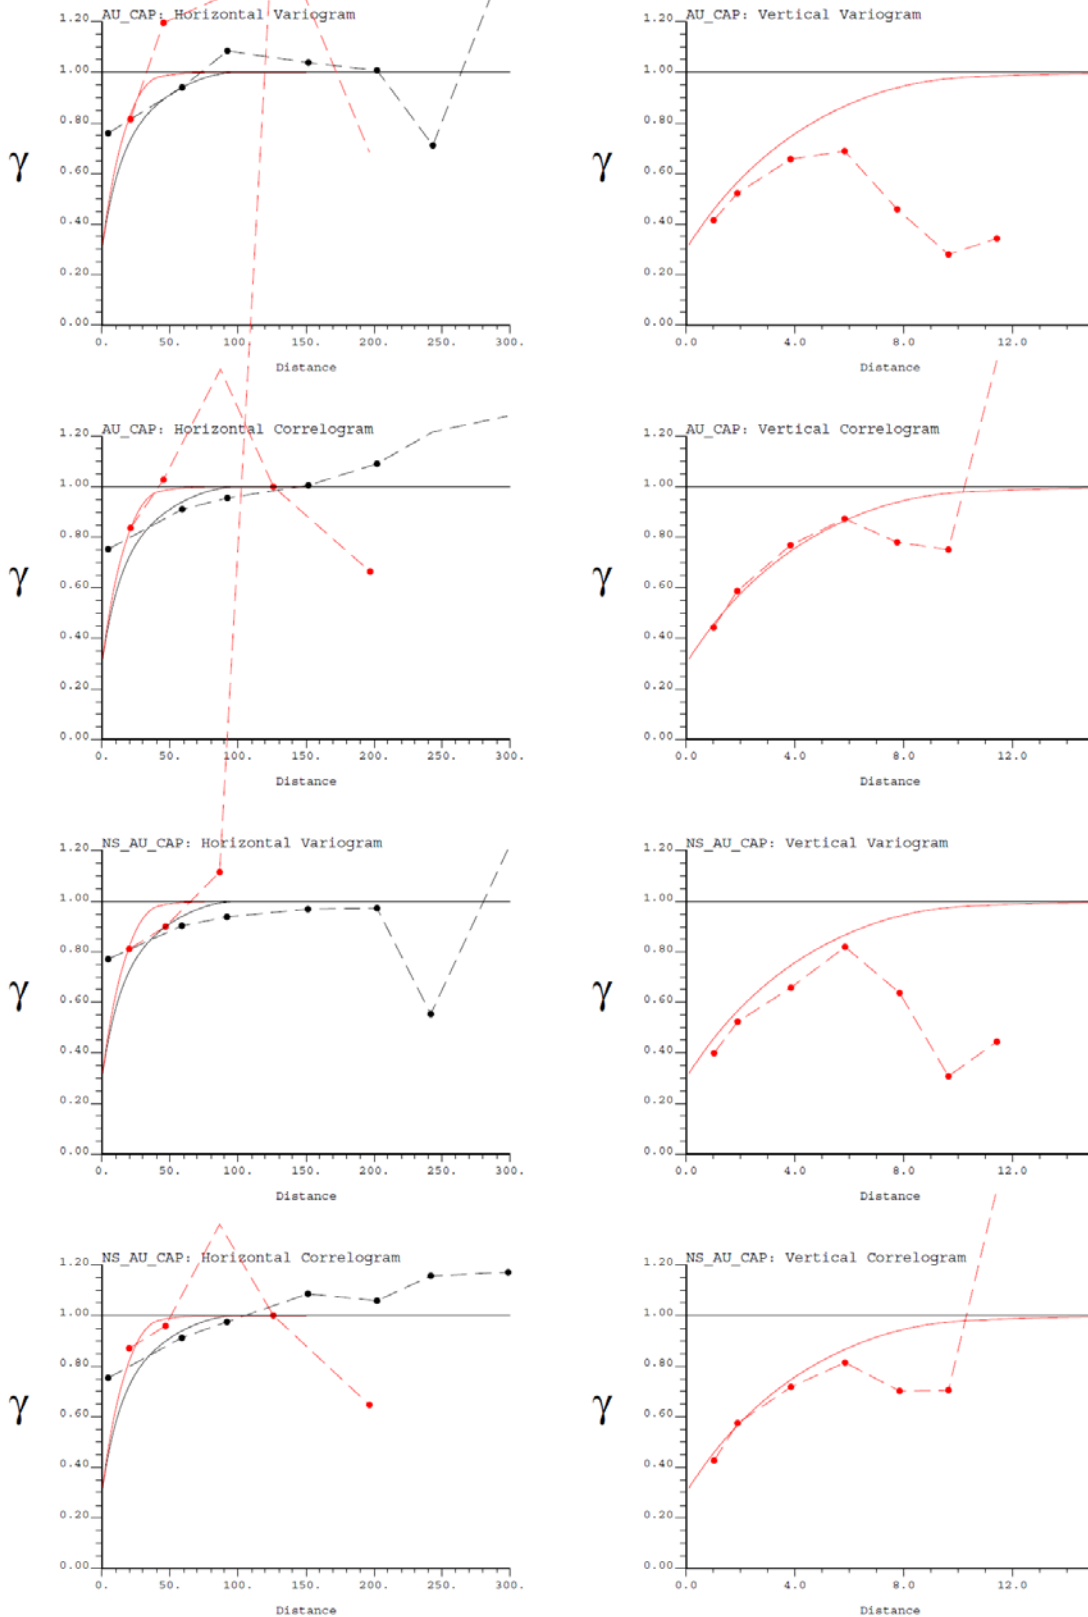 AU_CAP: Horizontal Variogram
1.20
1.00
0.80
γ
0.60
0.40
0.20
0.00
0. 50. 100. 150. 200. 250. 300.
Distance
AU_CAP: Vertical Variogram
1.20
1.00
0.80
γ
0.60
0.40
0.20
0.00
0.0 4.0 8.0 12.0
Distance
AU_CAP: Horizontal Correlogram
1.20
1.00
0.80
γ
0.60
0.40
0.20
0.00
0. 50. 100. 150. 200. 250. 300.
Distance
AU_CAP: Vertical Correlogram
1.20
1.00
0.80
γ
0.60
0.40
0.20
0.00
0.0 4.0 8.0 12.0
Distance
NS_AU_CAP: Horizontal Variogram
1.20
1.00
0.80
γ
0.60
0.40
0.20
0.00
0. 50. 100. 150. 200. 250. 300.
Distance
NS_AU_CAP: Vertical Variogram
1.20
1.00
0.80
γ
0.60
0.40
0.20
0.00
0.0 4.0 8.0 12.0
Distance
NS_AU_CAP: Horizontal Correlogram
1.20
1.00
0.80
γ
0.60
0.40
0.20
0.00
0. 50. 100. 150. 200. 250. 300.
Distance
NS_AU_CAP: Vertical Correlogram
1.20
1.00
0.80
γ
0.60
0.40
0.20
0.00
0.0 4.0 8.0 12.0
Distance